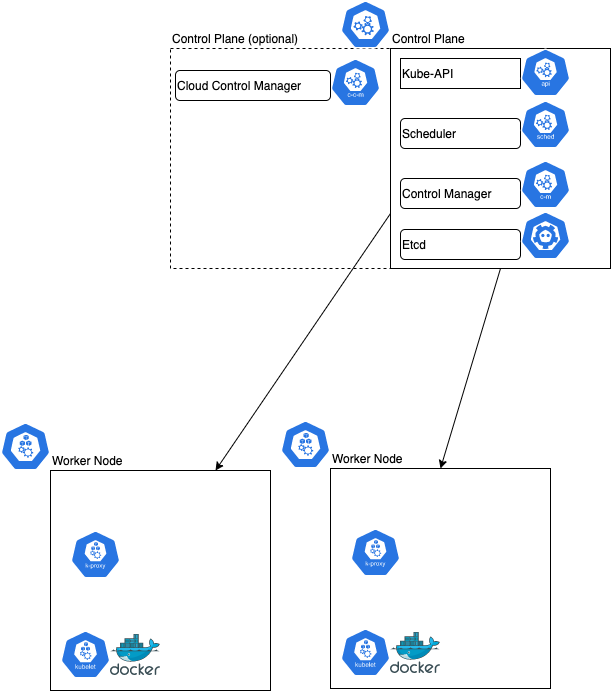 Control Plane (optional)
Control Plane
Cloud Control Manager
c-c-m
Kube-API
api
Scheduler
sched
Control Manager
c-m
Etcd
Worker Node
Worker Node
k-proxy
k-proxy
kubelet
docker
kubelet
docker